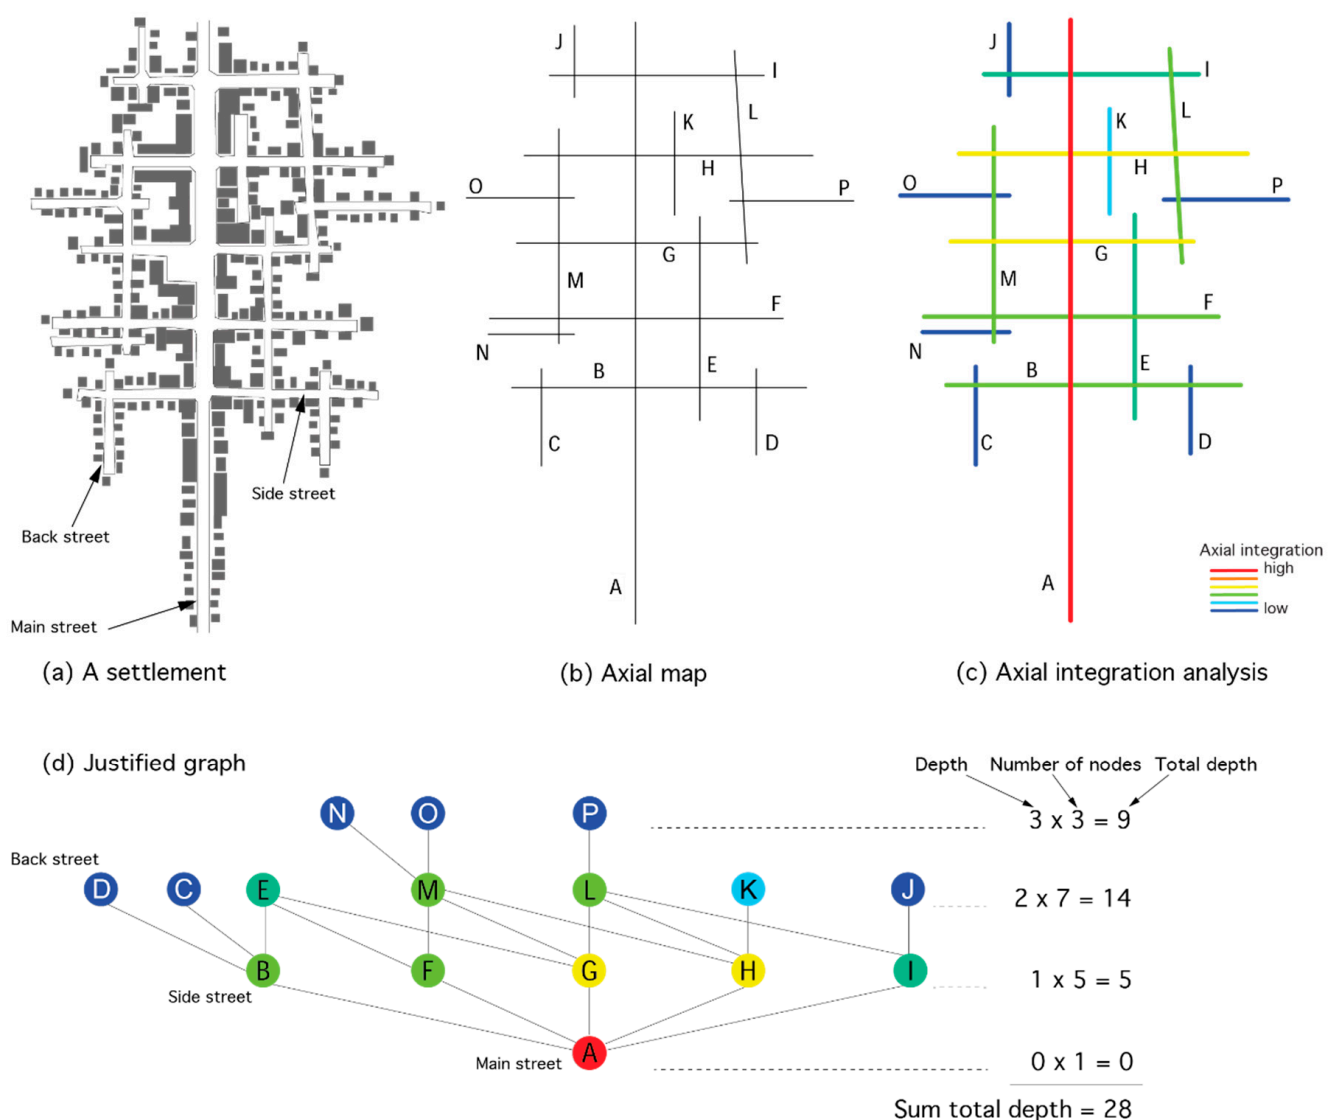 Back street
Side street
Main street
(a) A settlement
J
I
L
K
H
O
P
G
M
F
N
B
E
C
D
A
(b) Axial map
J
I
L
K
H
O
P
G
M
F
N
B
E
C
D
A
Axial integration
high
low
(c) Axial integration analysis
(d) Justified graph
Depth
Number of nodes
Total depth
N
O
P
3 x 3 = 9
Back street
D
C
E
M
L
K
J
2 x 7 = 14
B
F
G
H
I
1 x 5 = 5
Side street
A
Main street
0 x 1 = 0
Sum total depth = 28